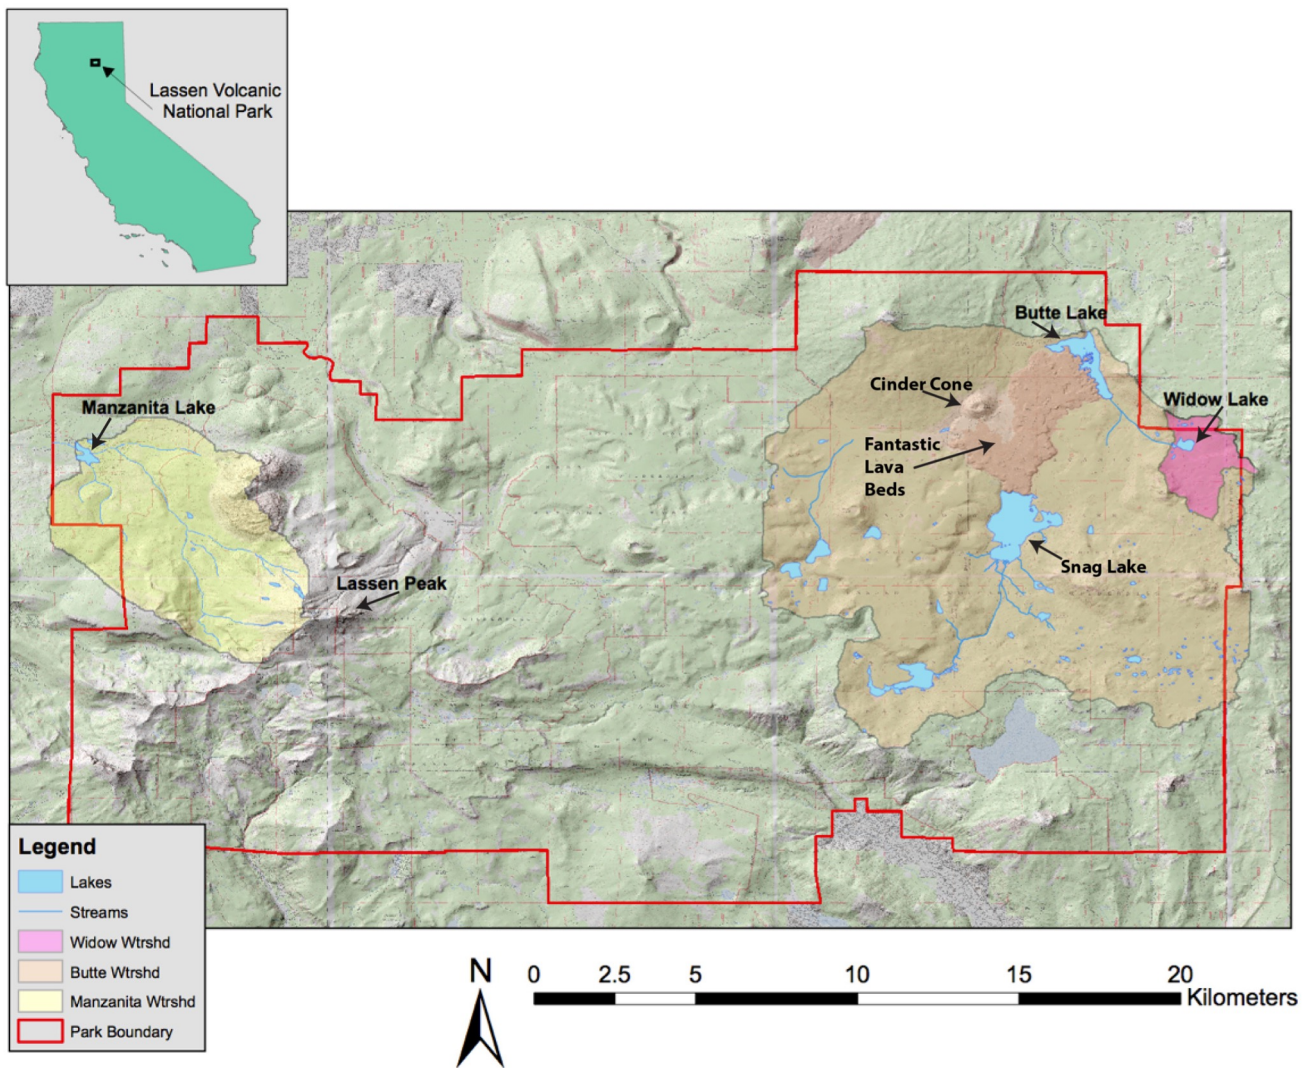 Lassen Volcanic
National Park
Butte Lake
Cinder Cone
Widow Lake
Manzanita Lake
Fantastic
Lava
Beds
Snag Lake
Lassen Peak
Legend
Lakes
Streams
Widow Wtrshd
Butte Wtrshd
Manzanita Wtrshd
Park Boundary
N
0 2.5 5 10 15 20
Kilometers